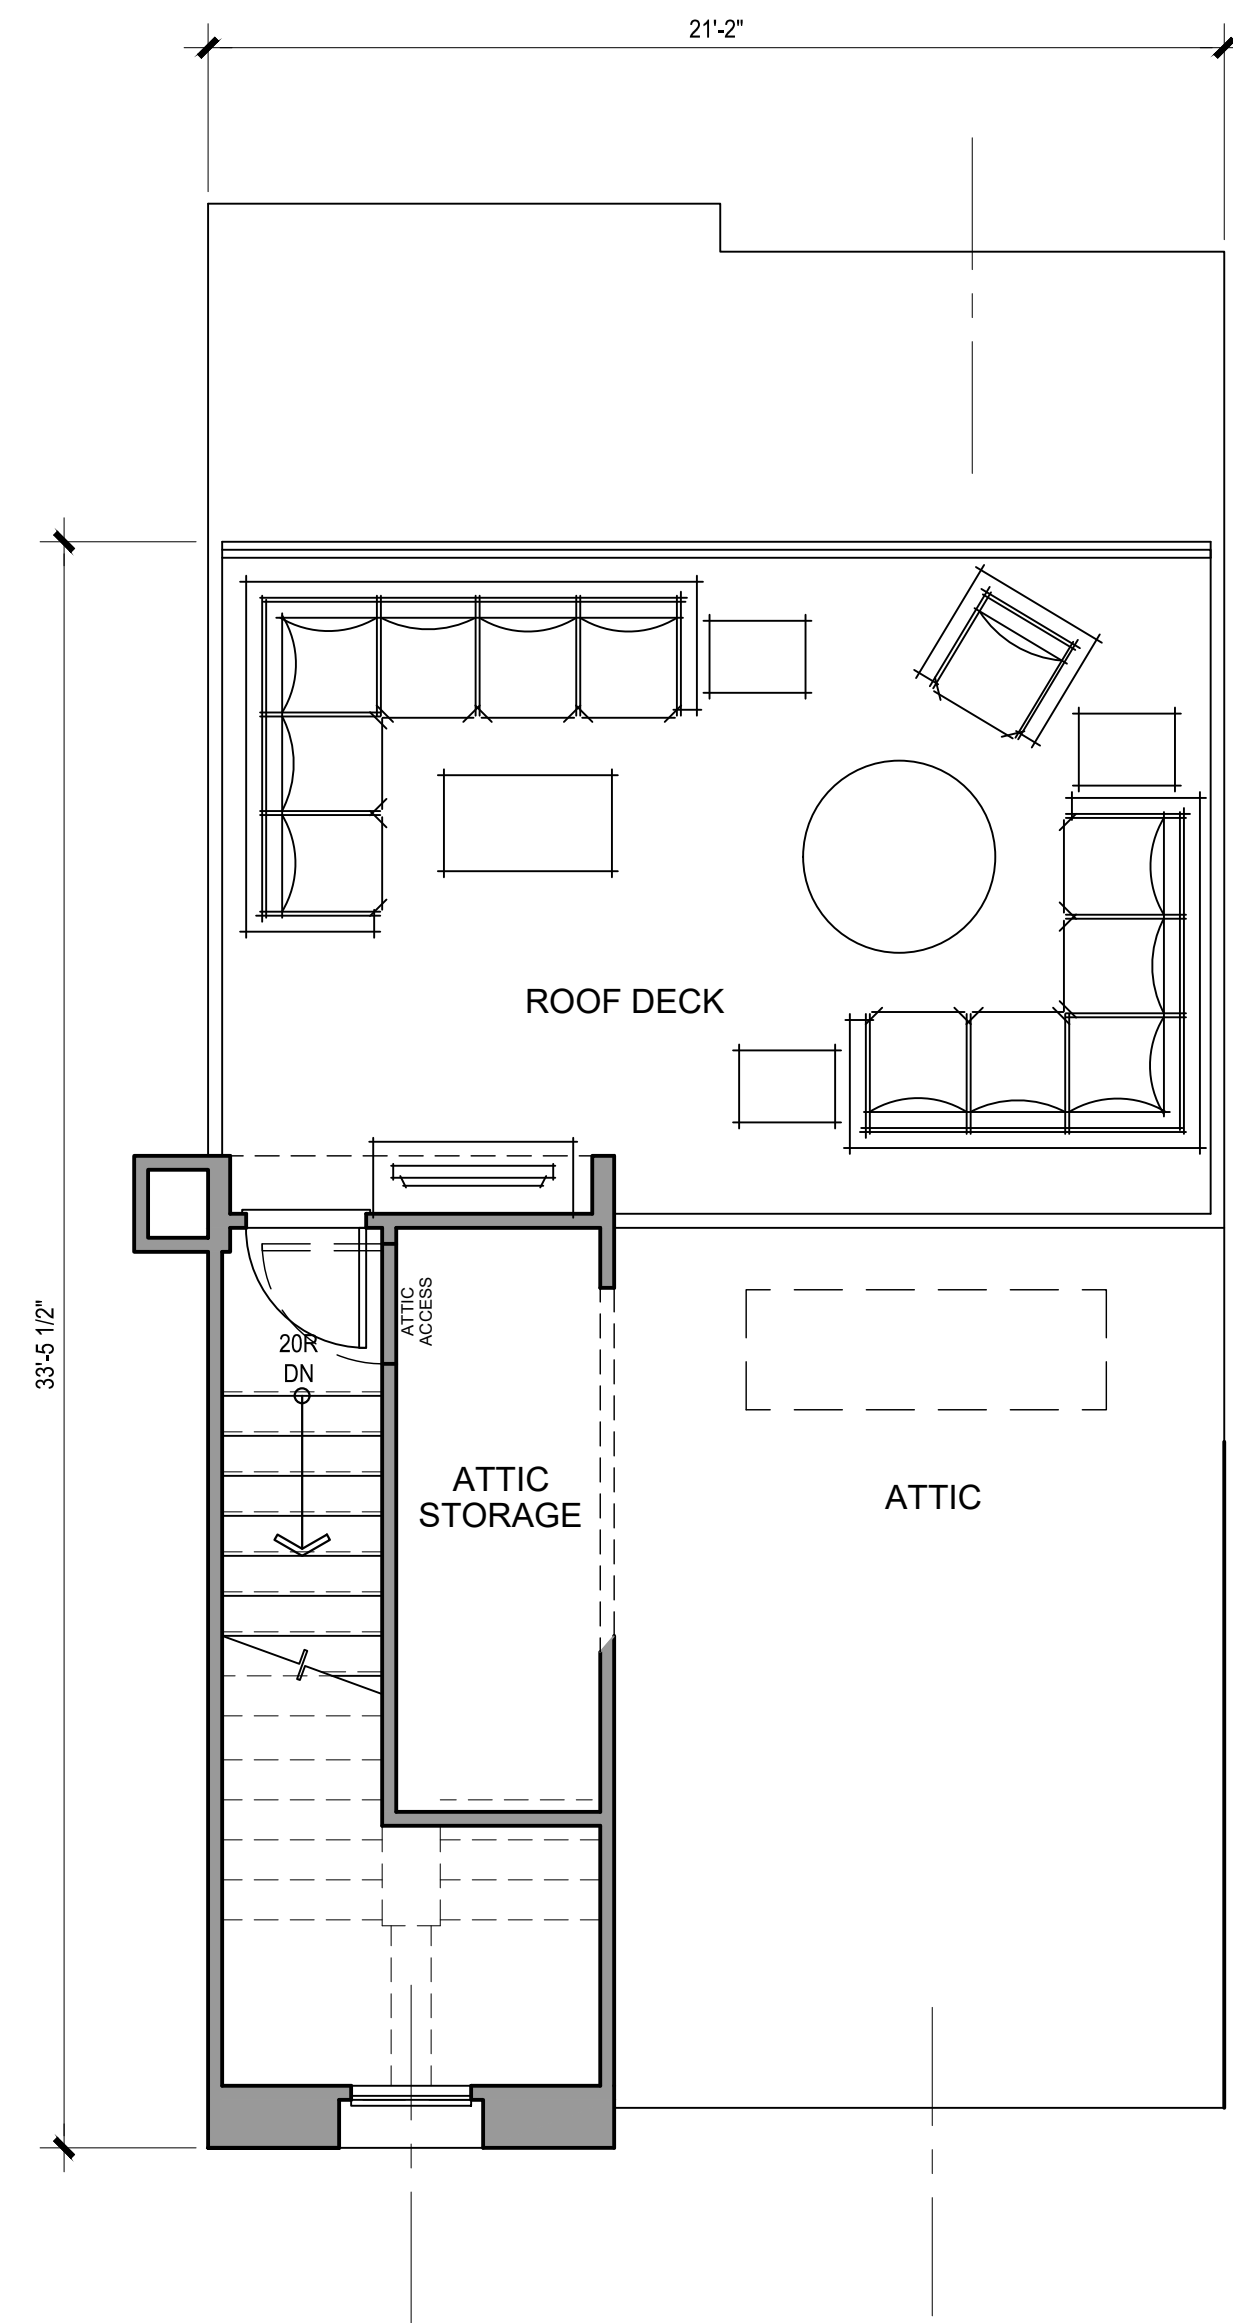 21'-2"
ROOF DECK
33'-5 1/2"
ATTIC
ACCESS
20R
DN
ATTIC
STORAGE
ATTIC